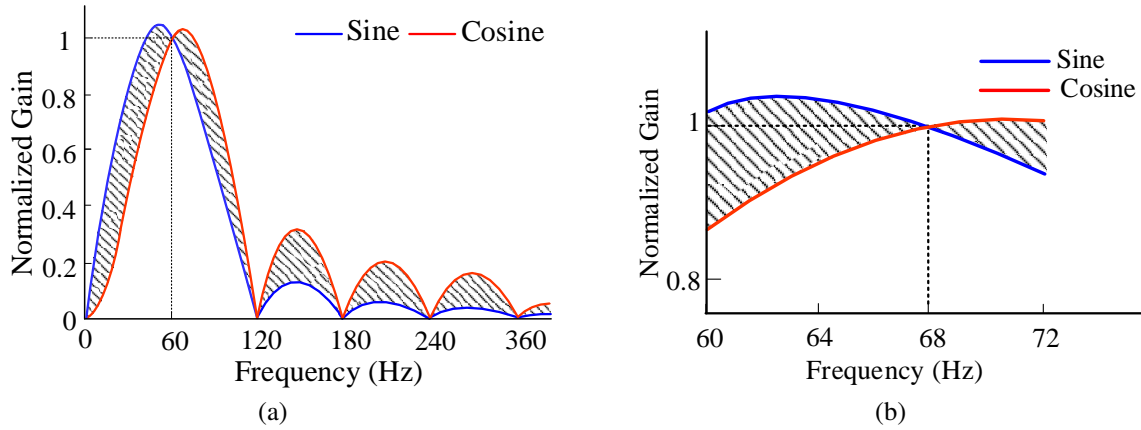 Sine Cosine
Normalized Gain
1
0.8
0.6
0.4
0.2
0
0 60 120 180 240 360
Frequency (Hz)
(a)
Sine
Cosine
Normalized Gain
1
0.8
60 64 68 72
Frequency (Hz)
(b)